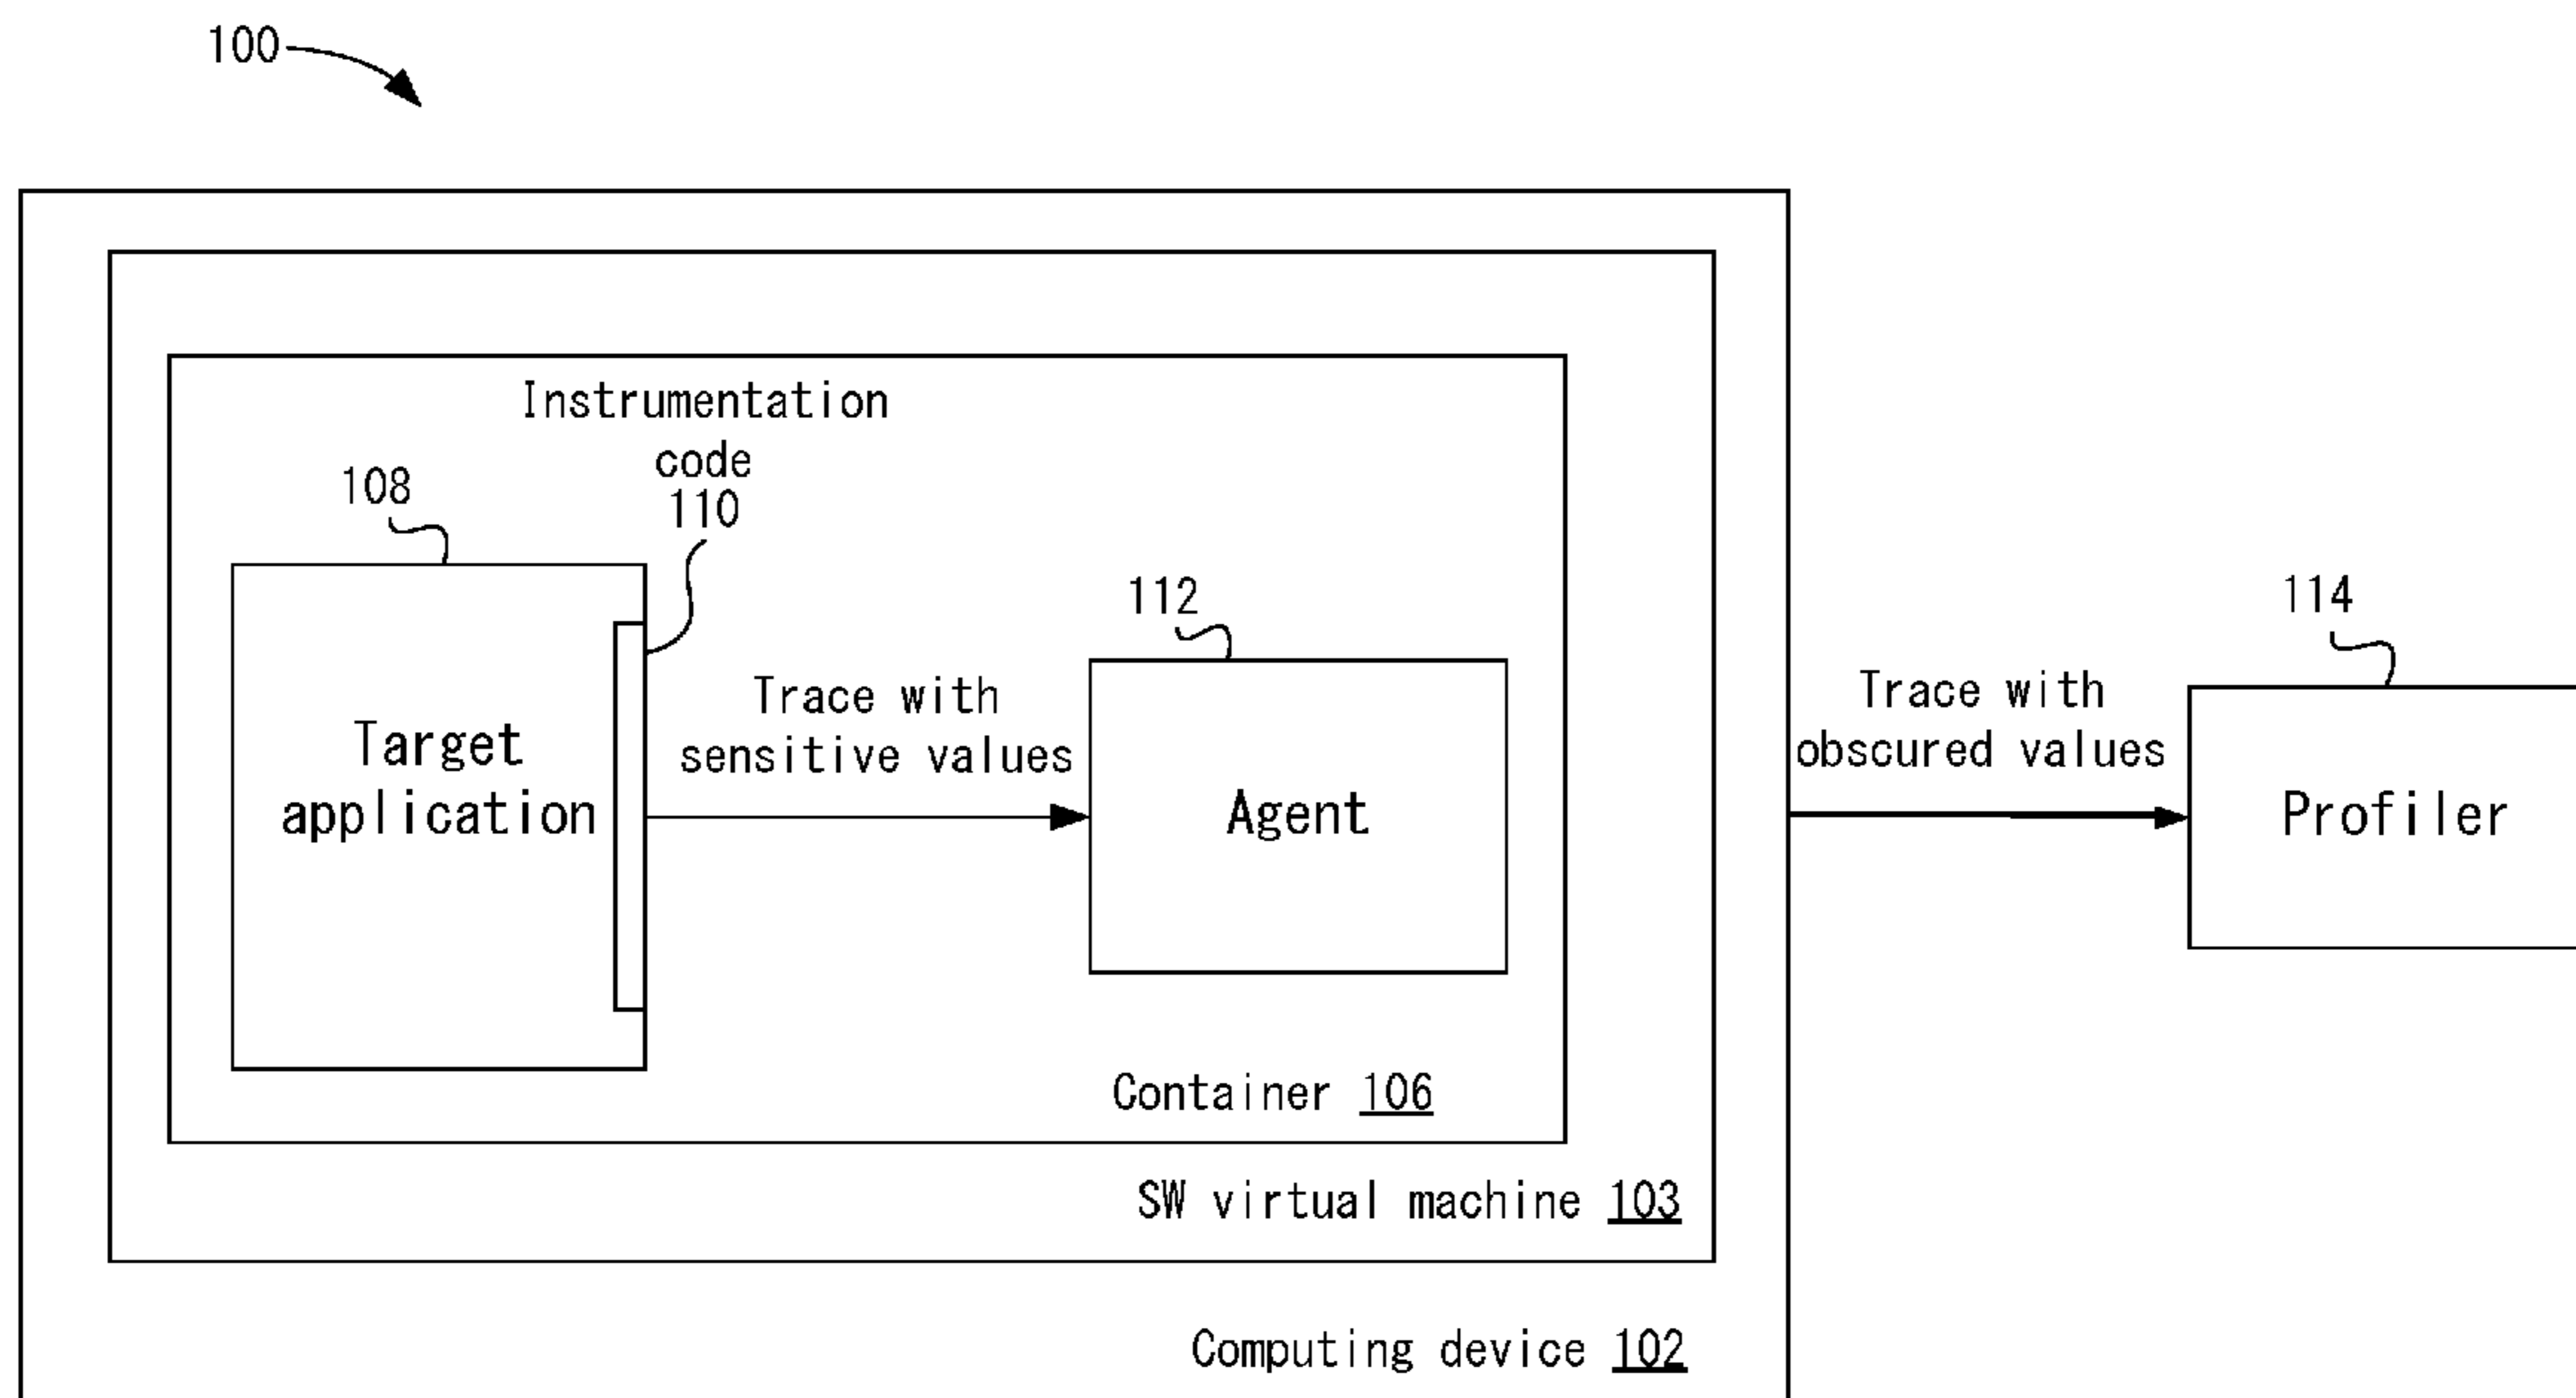 100
Instrumentation
code
110
108
Target
application
Trace with
sensitive values
112
Agent
Container 106
SW virtual machine 103
Computing device 102
Trace with
obscured values
114
Profiler